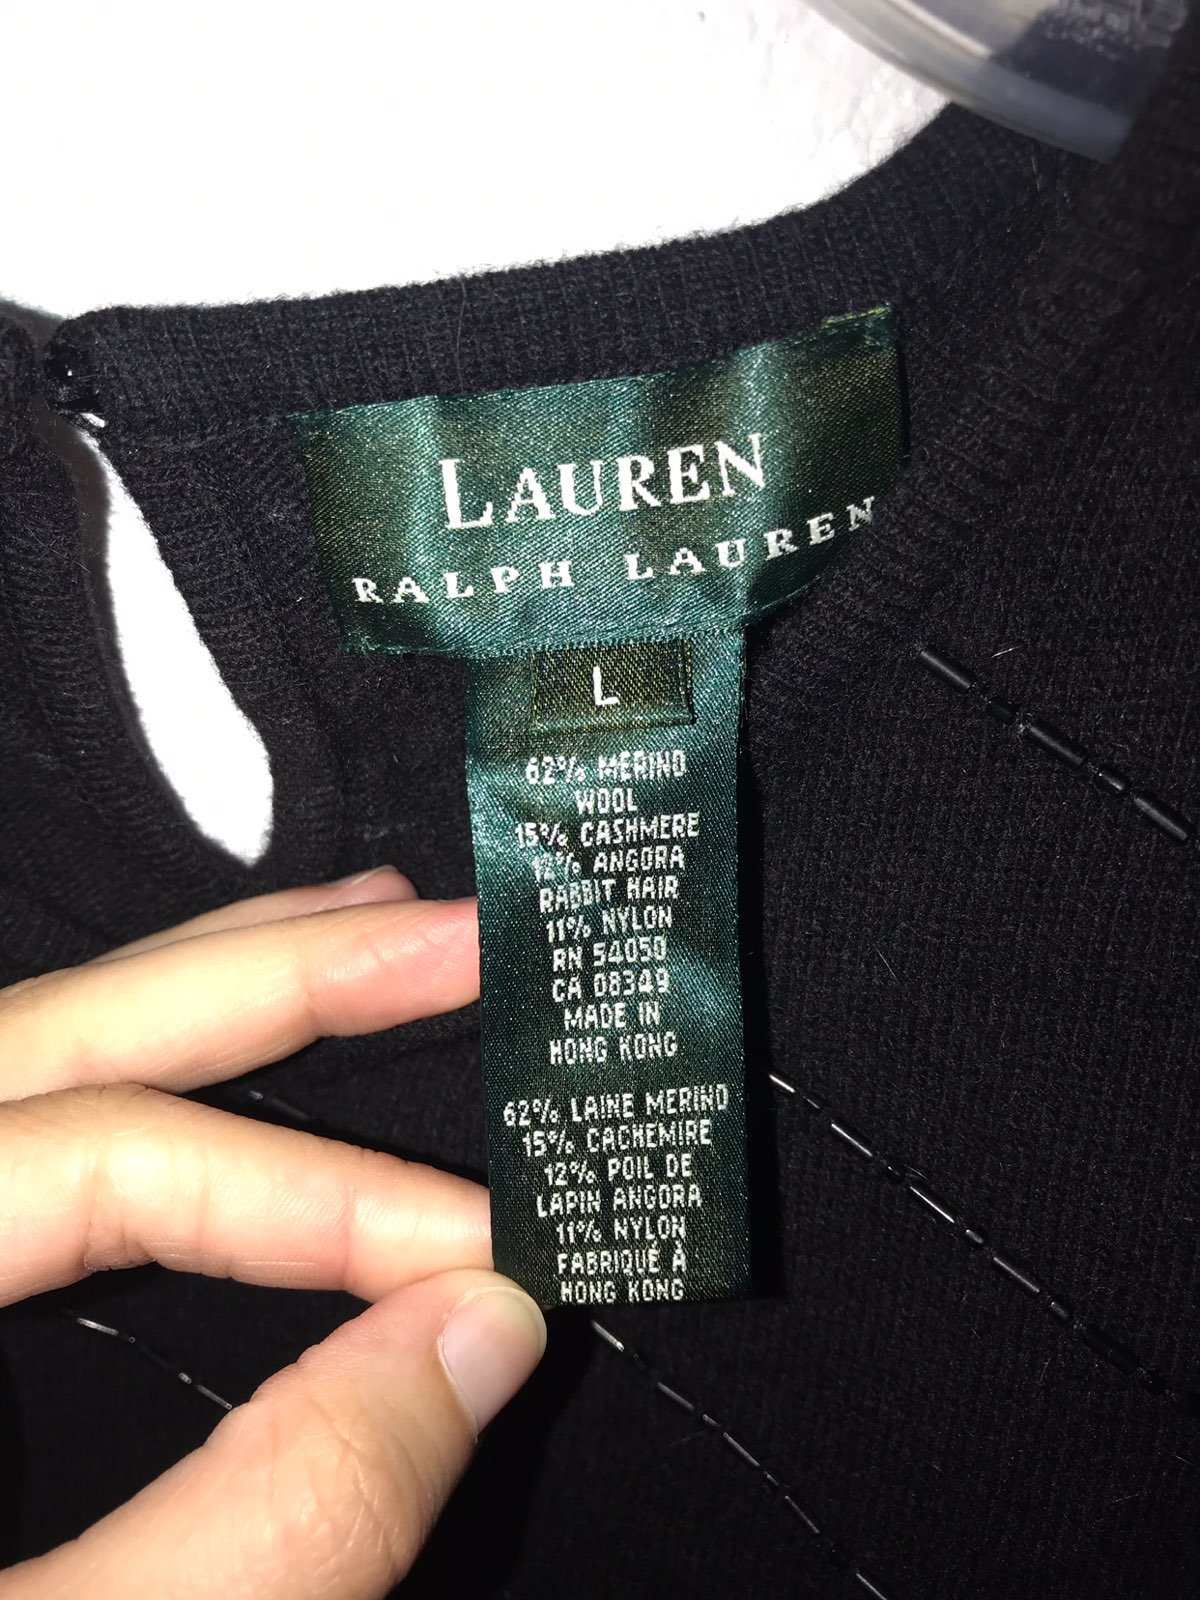 LAUREN
RALPH LAUREN
L
62% MERINO
WOOL
15% CASHMERE
12% ANGORA
RABBIT HAIR
11% NYLON
RN 54050
CA 08349
MADE IN
HONG KONG
62% LAINE MERINO
15% CACHEMIRE
12% POIL DE
LAPIN ANGORA
11% NYLON
FABRIQUÉ À
HONG KONG